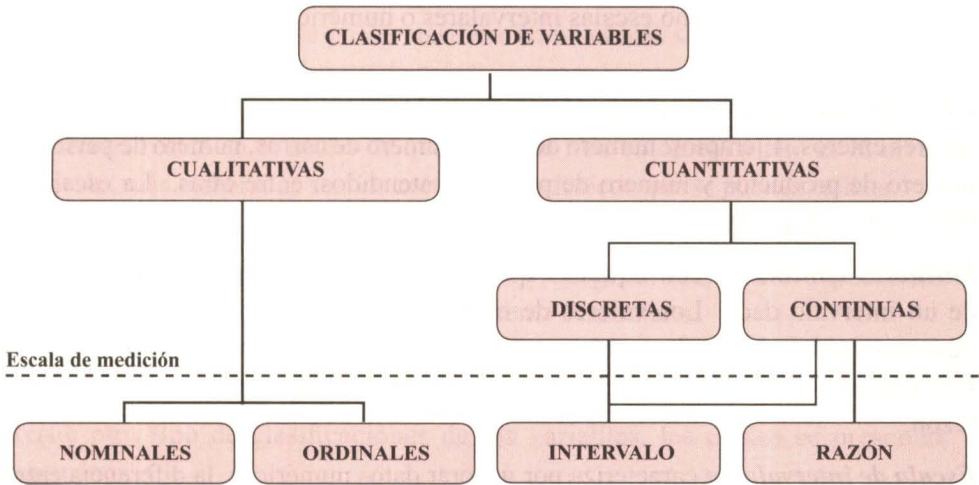 CLASIFICACIÓN DE VARIABLES
CUALITATIVAS
CUANTITATIVAS
DISCRETAS
CONTINUAS
Escala de medición
NOMINALES
ORDINALES
INTERVALO
RAZÓN